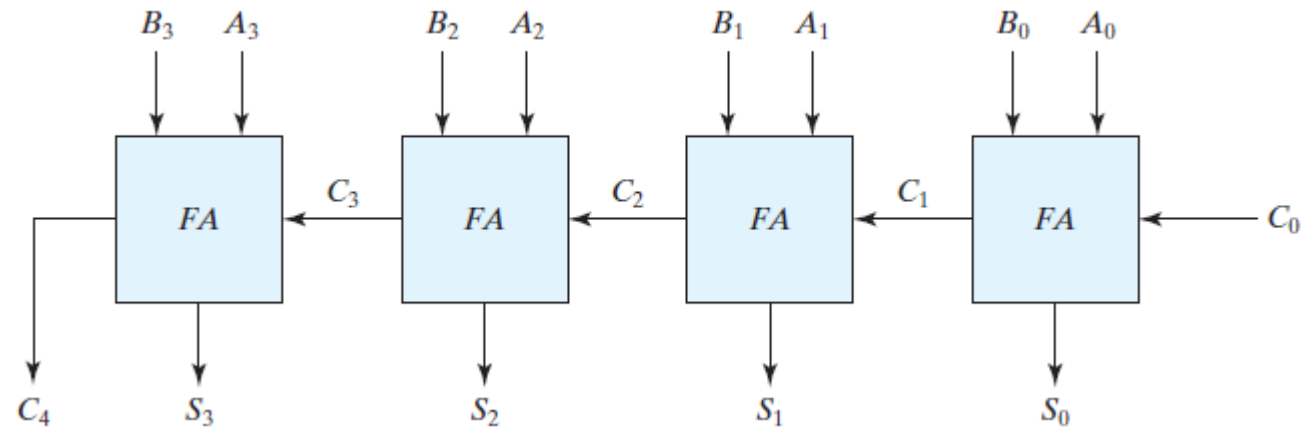 B₃ A₃ B₂ A₂ B₁ A₁ B₀ A₀
C₃ C₂ C₁
FA FA FA FA C₀
C₄ S₃ S₂ S₁ S₀